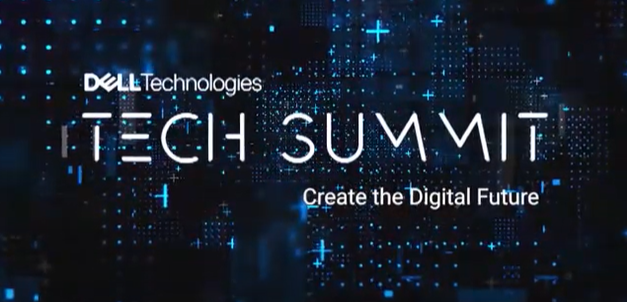 DELLTechnologies
TECH SUMMIT
Create the Digital Future